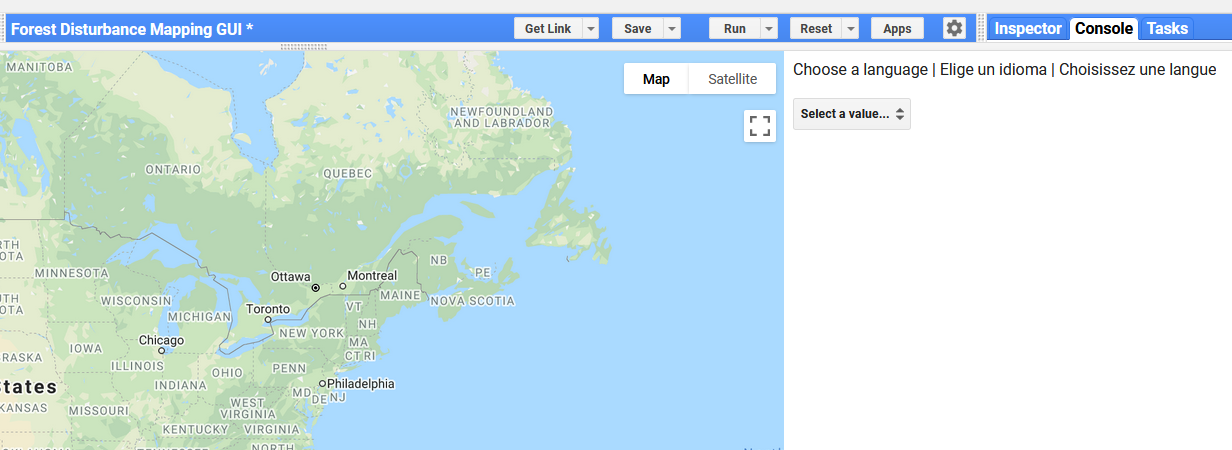 Forest Disturbance Mapping GUI *
Get Link
Save
Run
Reset
Apps
Inspector
Console
Tasks
Choose a language | Elige un idioma | Choisissez une langue
Select a value...
Map
Satellite
MANITOBA
NEWFOUNDLAND
AND LABRADOR
ONTARIO
QUEBEC
RTH
OTA
MINNESOTA
Ottawa
Montreal
NB
PE
UTH
OTA
WISCONSIN
MICHIGAN
Toronto
VT
MAINE
NOVA SCOTIA
NH
NEW YORK
Chicago
MA
CT RI
IOWA
RASKA
ILLINOIS
OHIO
PENN
INDIANA
Philadelphia
States
MD
DE
NJ
KANSAS
MISSOURI
WEST
VIRGINIA
KENTUCKY
VIRGINIA